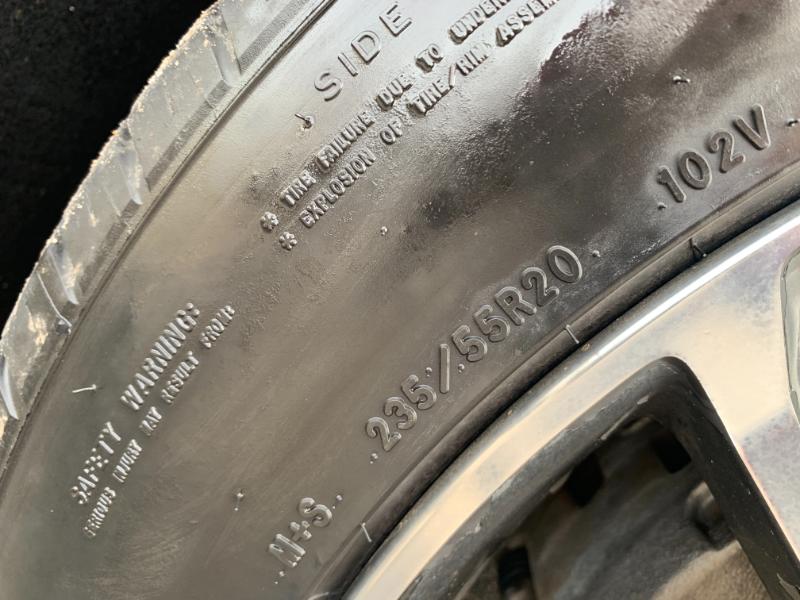 SIDE
* TIRE FAILURE DUE TO UNDER
* EXPLOSION OF TIRE/RIM ASSEM
102V
235/55R20
SAFETY WARNING:
SERIOUS INJURY MAY RESULT FROM:
M+S